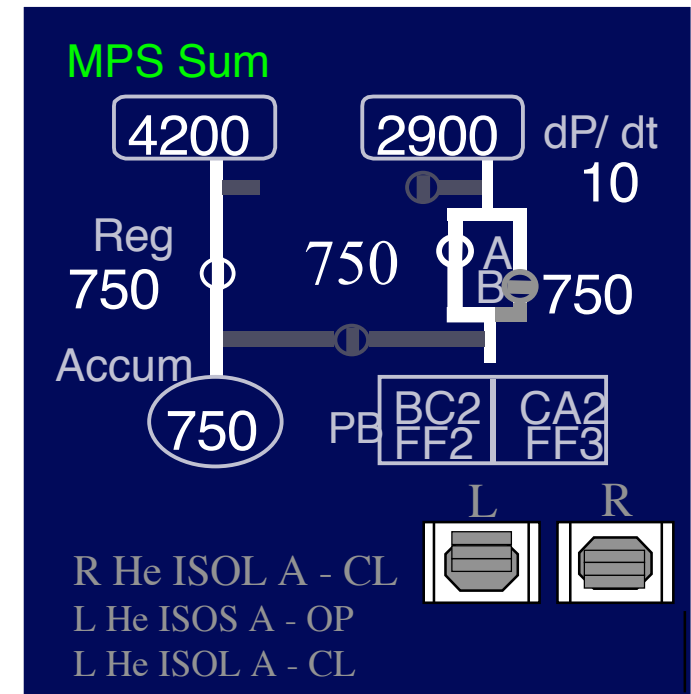 MPS Sum
4200 2900 dP/ dt
10
Reg
750 750 A
B 750
Accum
750 PB BC2 CA2
FF2 FF3
L R
R He ISOL A - CL
L He ISOS A - OP
L He ISOL A - CL